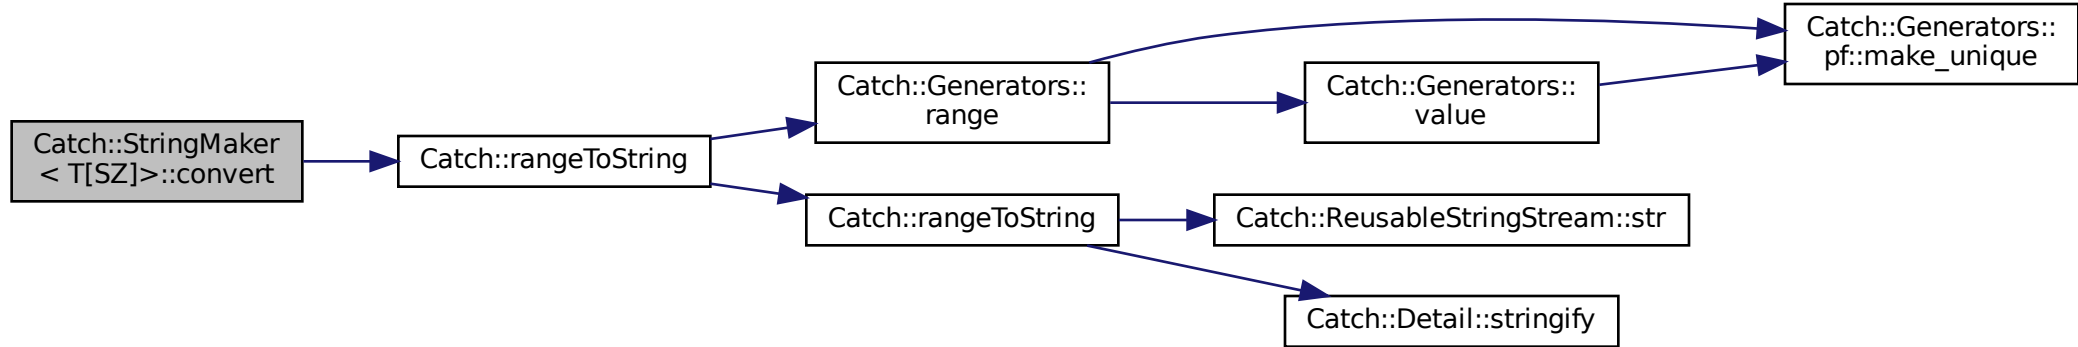 Catch::StringMaker
< T[SZ]>::convert
Catch::rangeToString
Catch::Generators::
range
Catch::rangeToString
Catch::Generators::
value
Catch::ReusableStringStream::str
Catch::Detail::stringify
Catch::Generators::
pf::make_unique